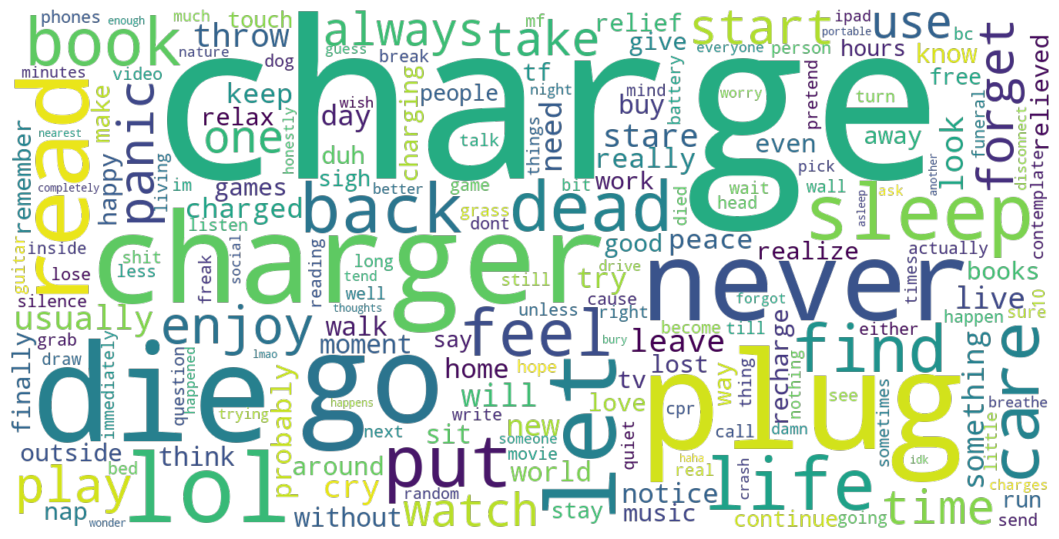 phones much enough
book
throw
nature
dog
always
guess
break
take
touch
relief
give
mf
everyone
start
person
ipad
portable
use
hours
bc
know
free
minutes
video
make
keep
relax
one
wish
day
charge
talk
people
tf
night
need
things
mind
buy
battery
worry
turn
pretend
stare
really
even
away
look
funeral
disconnect
forget
contemplate
relieved
read
nearest
completely
remember
happy
panic
living
im
games
charged
listen
duh
sigh
honestly
charging
better
game
back
grass
dead
bit
dont
work
died
wait
head
wall
pick
sleep
asleep
ask
another
guitar
inside
lose
silence
shit
less
freak
social
charger
reading
long
tend
well
thoughts
still
try
drive
good
peace
realize
cause
right
never
forgot
times
actually
books
live
happen
sure
10
usually
grab
draw
finally
immediately
enjoy
walk
moment
say
feel
unless
home
hope
bury
leave
lost
become
till
either
find
something
care
outside
question
happened
trying
die
go
probably
happens
lmao
will
write
sit
new
someone
movie
let
tv
love
quiet
plug
cpr
way
thing
call
real
haha
crash
recharge
nothing
damn
see
sometimes
idk
little
breathe
charges
play
nap
bed
think
wonder
lol
next
around
without
cry
put
random
watch
world
stay
notice
music
life
continue
going
time
run
send